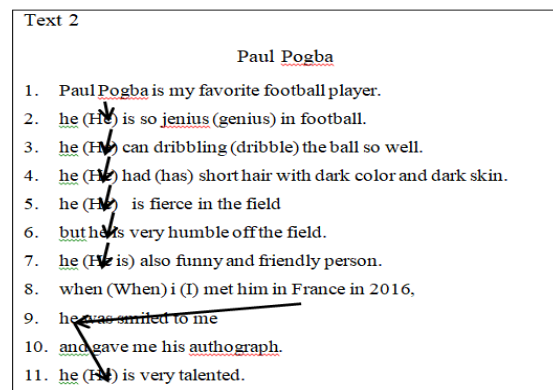 Text 2
Paul Pogba
1. Paul Pogba is my favorite football player.
2. he (He) is so jenius (genius) in football.
3. he (He) can dribbling (dribble) the ball so well.
4. he (He) had (has) short hair with dark color and dark skin.
5. he (He) is fierce in the field
6. but he is very humble off the field.
7. he (He is) also funny and friendly person.
8. when (When) i (I) met him in France in 2016,
9. he was smiled to me
10. and gave me his authograph.
11. he (He) is very talented.